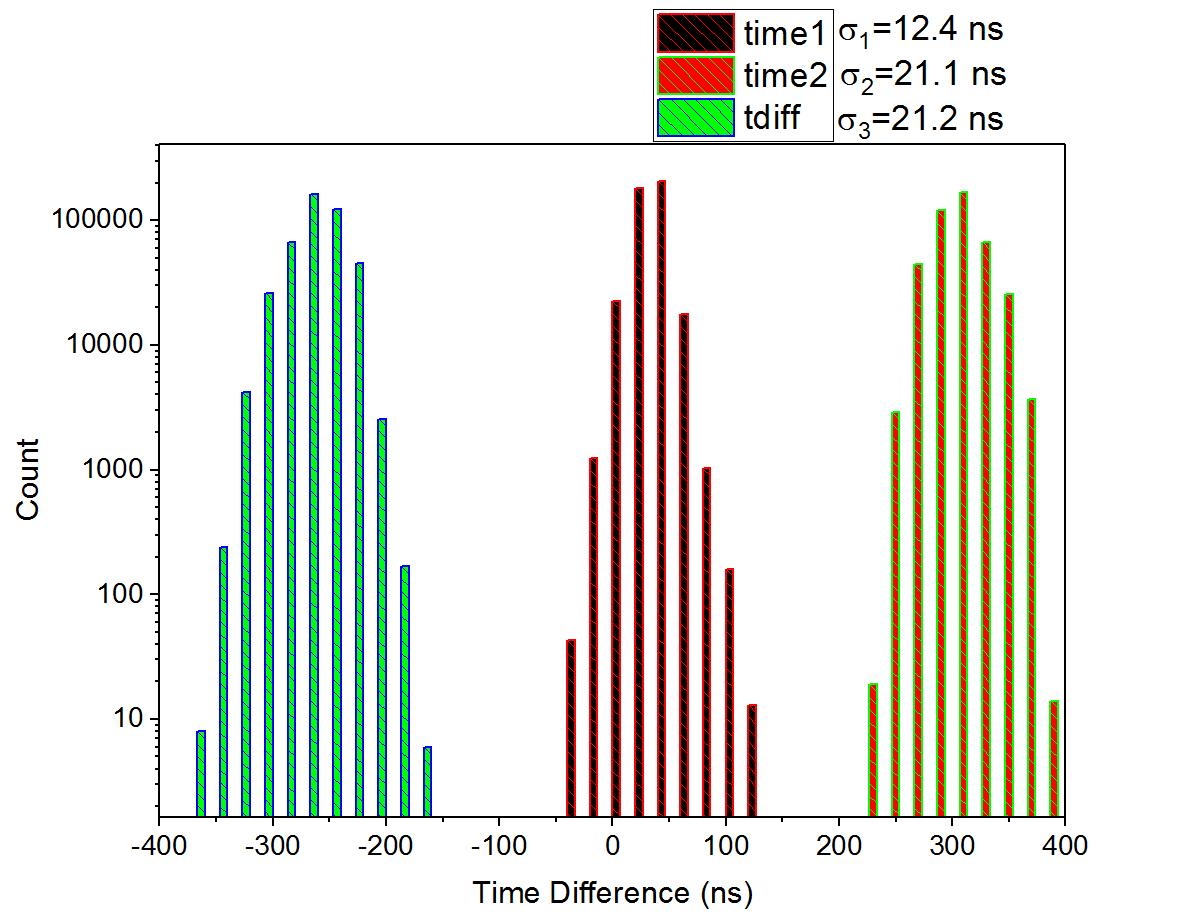 time1 σ1=12.4 ns
time2 σ2=21.1 ns
tdiff σ3=21.2 ns
100000
10000
1000
100
10
Count
-400 -300 -200 -100 0 100 200 300 400
Time Difference (ns)